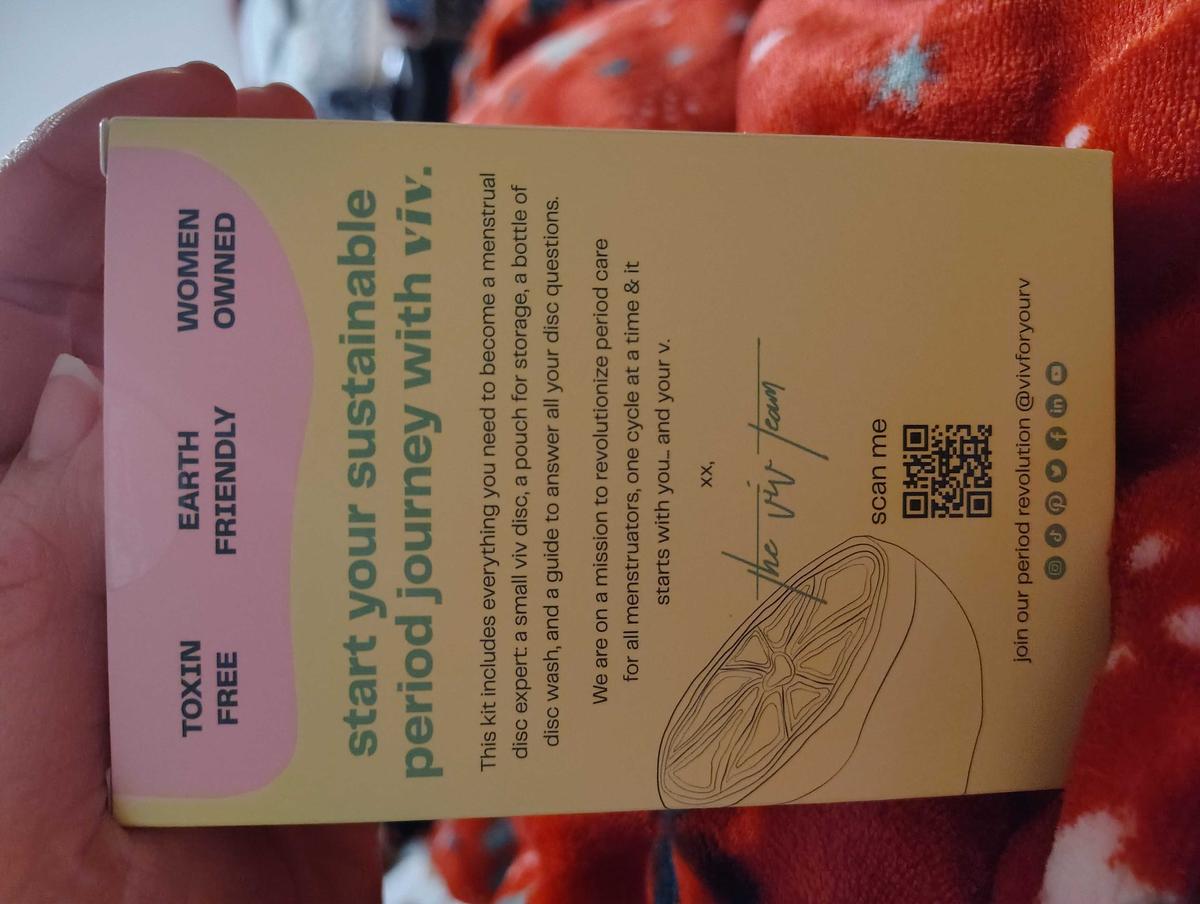 TOXIN
FREE
EARTH
FRIENDLY
WOMEN
OWNED
start your sustainable
period journey with viv.
This kit includes everything you need to become a menstrual
disc expert: a small viv disc, a pouch for storage, a bottle of
disc wash, and a guide to answer all your disc questions.
We are on a mission to revolutionize period care
for all menstruators, one cycle at a time & it
starts with you... and your v.
xx,
the viv team
scan me
join our period revolution @vivforyourv